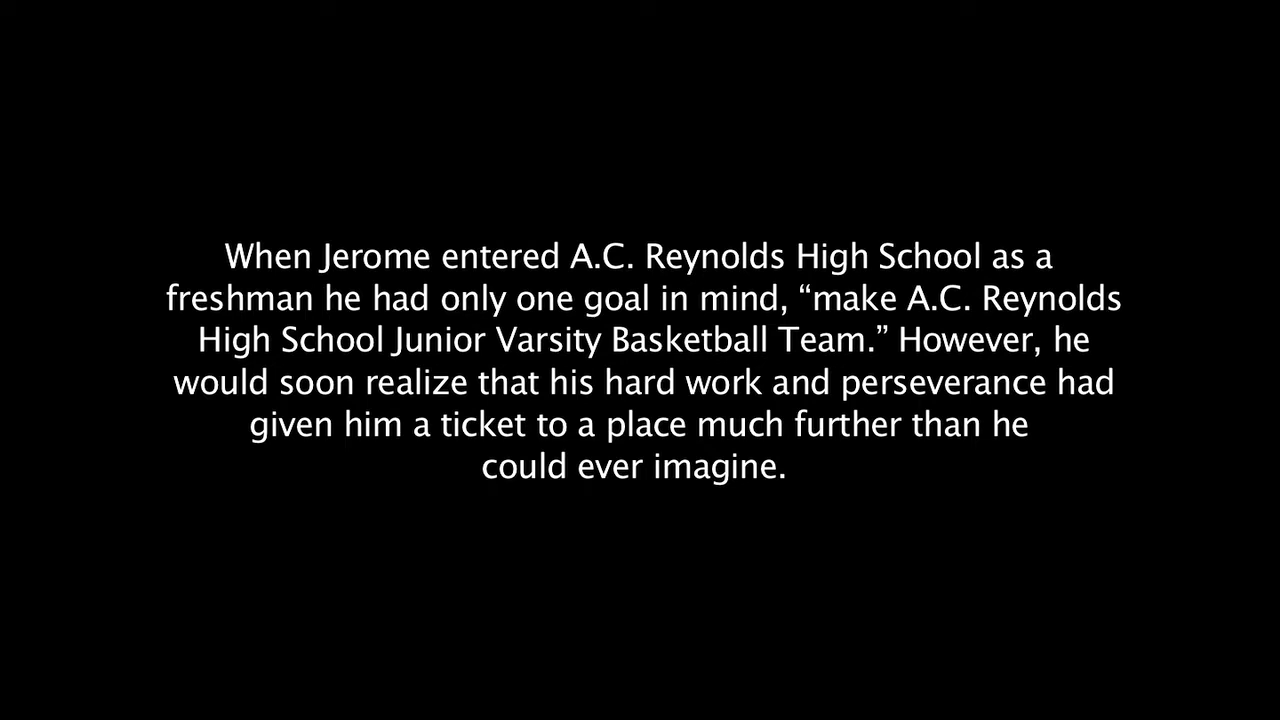 When Jerome entered A.C. Reynolds High School as a
freshman he had only one goal in mind, “make A.C. Reynolds
High School Junior Varsity Basketball Team.” However, he
would soon realize that his hard work and perseverance had
given him a ticket to a place much further than he
could ever imagine.